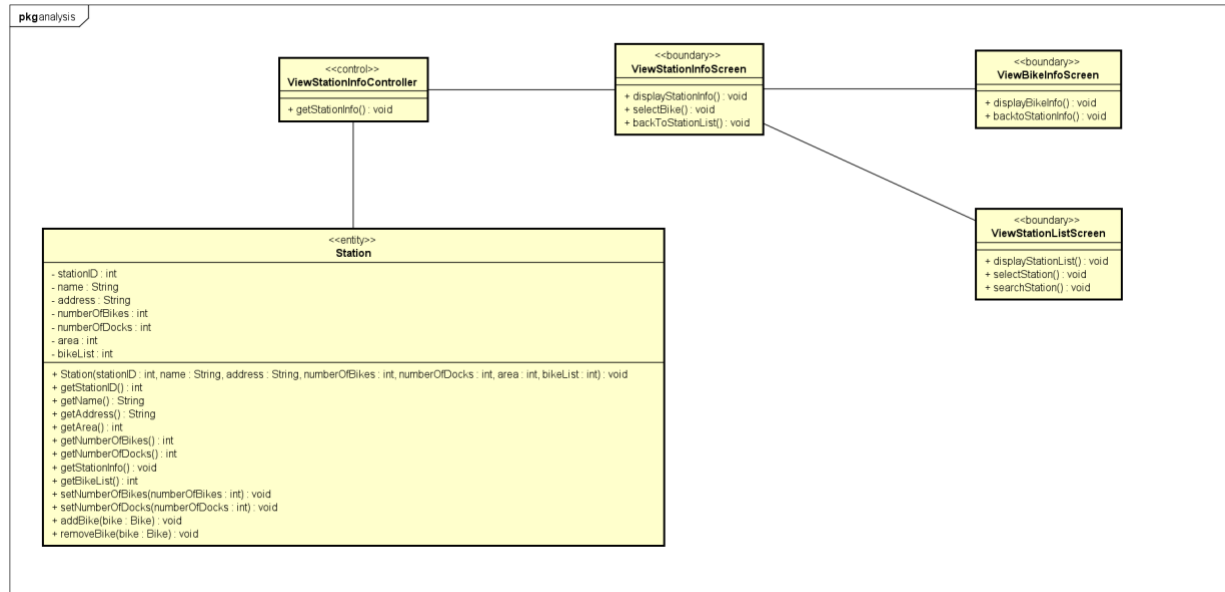 pkg analysis
<<control>>
ViewStationInfoController
+ getStationInfo() : void
<<boundary>>
ViewStationInfoScreen
+ displayStationInfo() : void
+ selectBike() : void
+ backToStationList() : void
<<boundary>>
ViewBikeInfoScreen
+ displayBikeInfo() : void
+ backtoStationInfo() : void
<<boundary>>
ViewStationListScreen
+ displayStationList() : void
+ selectStation() : void
+ searchStation() : void
<<entity>>
Station
- stationID : int
- name : String
- address : String
- numberOfBikes : int
- numberOfDocks : int
- area : int
- bikeList : int
+ Station(stationID : int, name : String, address : String, numberOfBikes : int, numberOfDocks : int, area : int, bikeList : int) : void
+ getStationID() : int
+ getName() : String
+ getAddress() : String
+ getArea() : int
+ getNumberOfBikes() : int
+ getNumberOfDocks() : int
+ getStationInfo() : void
+ getBikeList() : int
+ setNumberOfBikes(numberOfBikes : int) : void
+ setNumberOfDocks(numberOfDocks : int) : void
+ addBike(bike : Bike) : void
+ removeBike(bike : Bike) : void